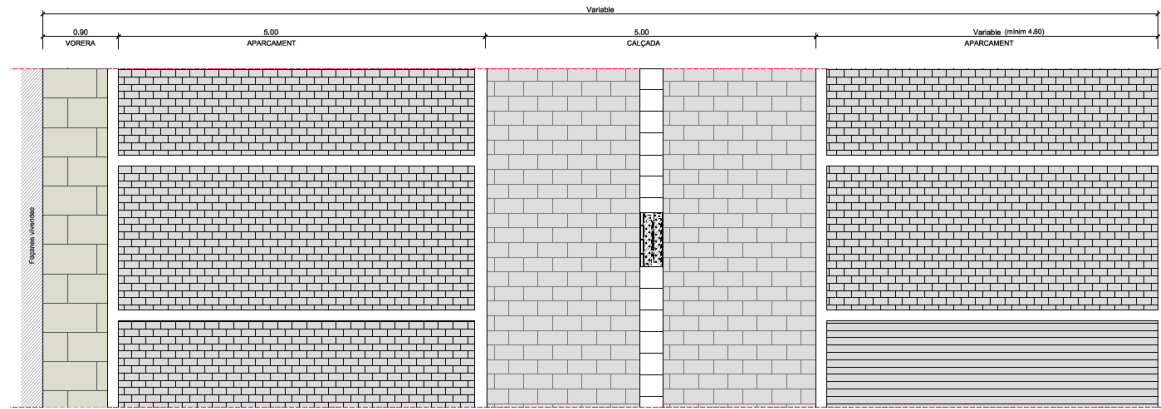 Variable
0.90
5.00
5.00
Variable (mínim 4.60)
VORERA
APARCAMENT
CALÇADA
APARCAMENT
Façanes vivendes